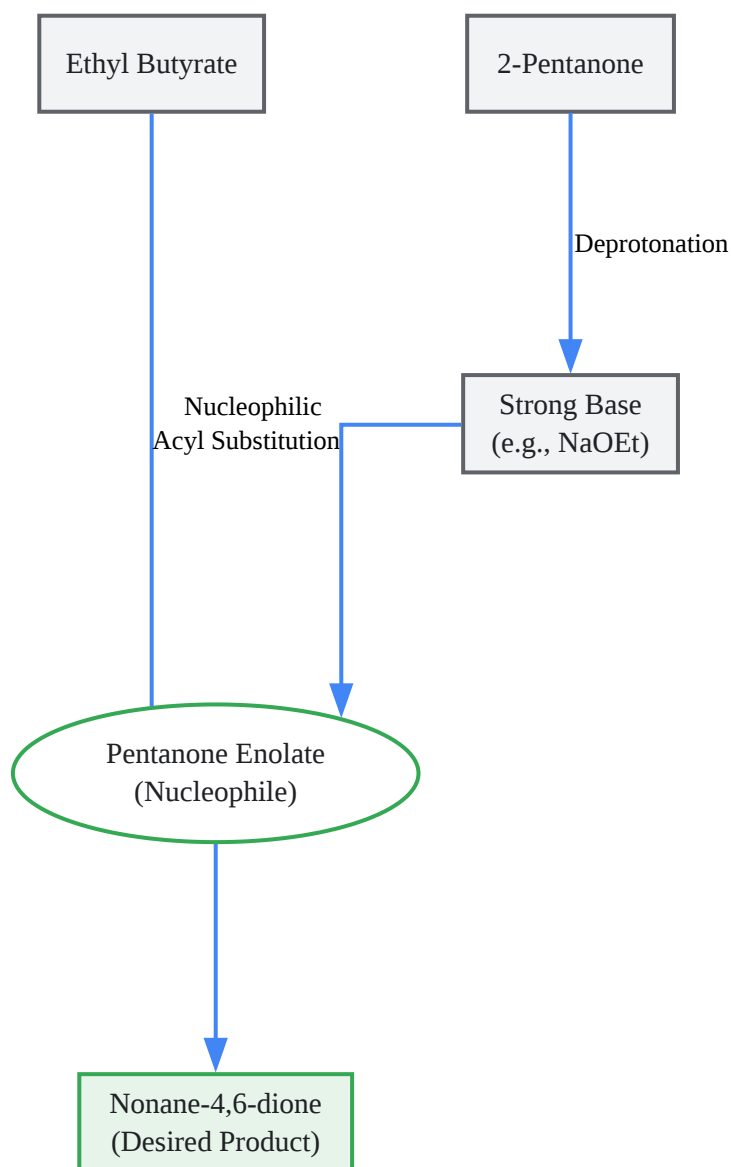 Ethyl Butyrate
2-Pentanone
Deprotonation
Nucleophilic
Acyl Substitution
Strong Base
(e.g., NaOEt)
Pentanone Enolate
(Nucleophile)
Nonane-4,6-dione
(Desired Product)